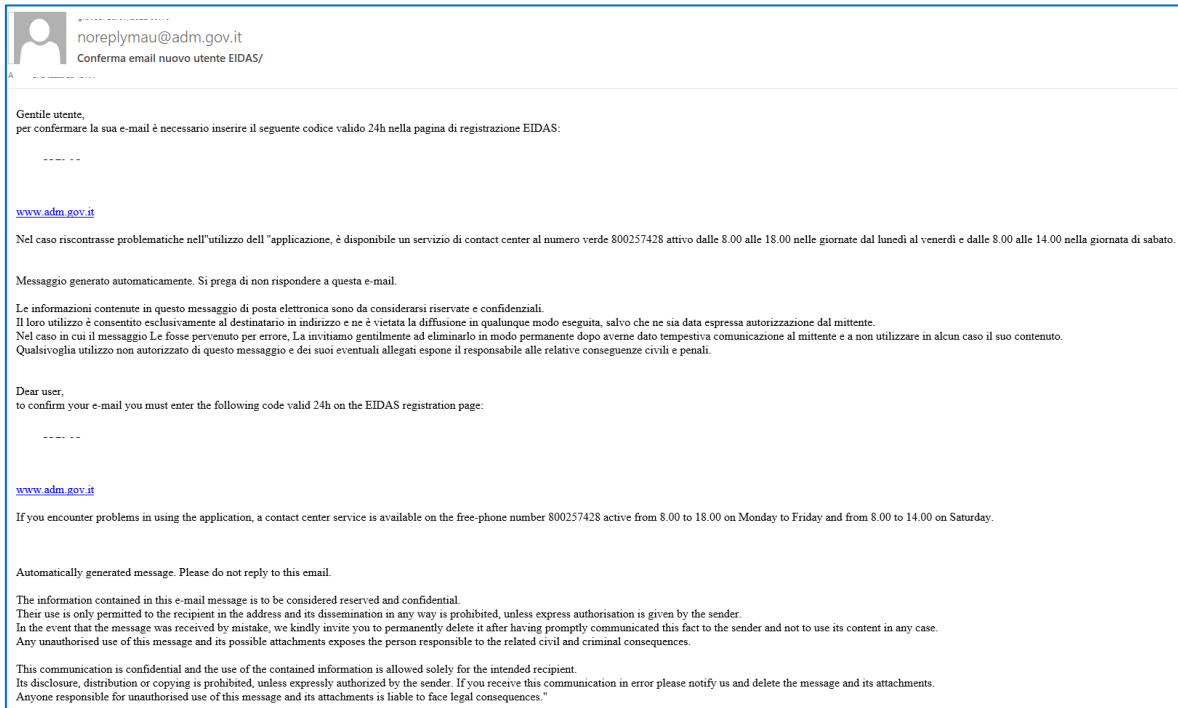 noreplymau@adm.gov.it
Conferma email nuovo utente EIDAS/
A
Gentile utente,
per confermare la sua e-mail è necessario inserire il seguente codice valido 24h nella pagina di registrazione EIDAS:
www.adm.gov.it
Nel caso riscontrasse problematiche nell"utilizzo dell "applicazione, è disponibile un servizio di contact center al numero verde 800257428 attivo dalle 8.00 alle 18.00 nelle giornate dal lunedì al venerdì e dalle 8.00 alle 14.00 nella giornata di sabato.
Messaggio generato automaticamente. Si prega di non rispondere a questa e-mail.
Le informazioni contenute in questo messaggio di posta elettronica sono da considerarsi riservate e confidenziali.
Il loro utilizzo è consentito esclusivamente al destinatario in indirizzo e ne è vietata la diffusione in qualunque modo eseguita, salvo che ne sia data espressa autorizzazione dal mittente.
Nel caso in cui il messaggio Le fosse pervenuto per errore, La invitiamo gentilmente ad eliminarlo in modo permanente dopo averne dato tempestiva comunicazione al mittente e a non utilizzare in alcun caso il suo contenuto.
Qualsivoglia utilizzo non autorizzato di questo messaggio e dei suoi eventuali allegati espone il responsabile alle relative conseguenze civili e penali.
Dear user,
to confirm your e-mail you must enter the following code valid 24h on the EIDAS registration page:
www.adm.gov.it
If you encounter problems in using the application, a contact center service is available on the free-phone number 800257428 active from 8.00 to 18.00 on Monday to Friday and from 8.00 to 14.00 on Saturday.
Automatically generated message. Please do not reply to this email.
The information contained in this e-mail message is to be considered reserved and confidential.
Their use is only permitted to the recipient in the address and its dissemination in any way is prohibited, unless express authorisation is given by the sender.
In the event that the message was received by mistake, we kindly invite you to permanently delete it after having promptly communicated this fact to the sender and not to use its content in any case.
Any unauthorised use of this message and its possible attachments exposes the person responsible to the related civil and criminal consequences.
This communication is confidential and the use of the contained information is allowed solely for the intended recipient.
Its disclosure, distribution or copying is prohibited, unless expressly authorized by the sender. If you receive this communication in error please notify us and delete the message and its attachments.
Anyone responsible for unauthorised use of this message and its attachments is liable to face legal consequences."